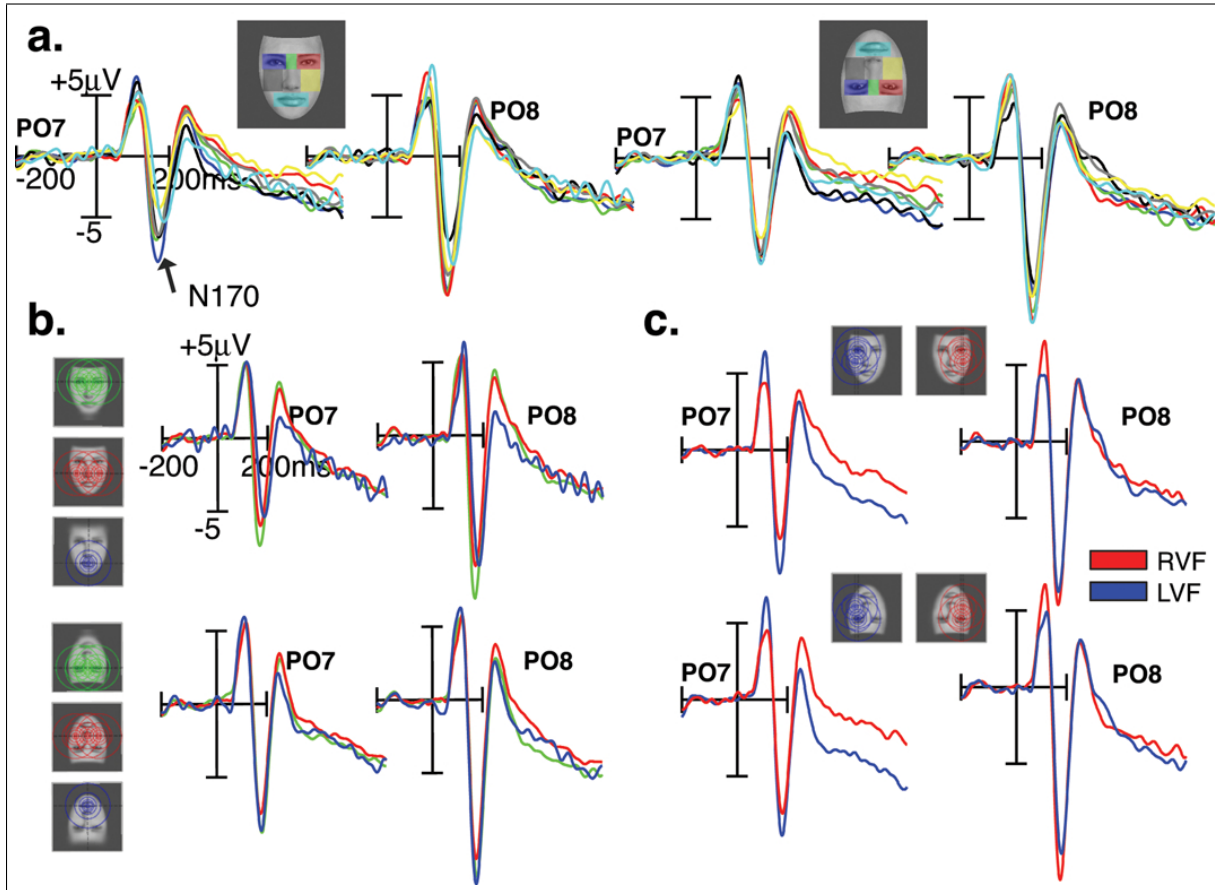 a.
+5μV
PO7
-200
200ms
-5
N170
PO8
PO7
PO8
b.
+5μV
PO7
-200
200ms
-5
PO8
PO7
PO8
c.
PO7
PO8
RVF
LVF
PO7
PO8